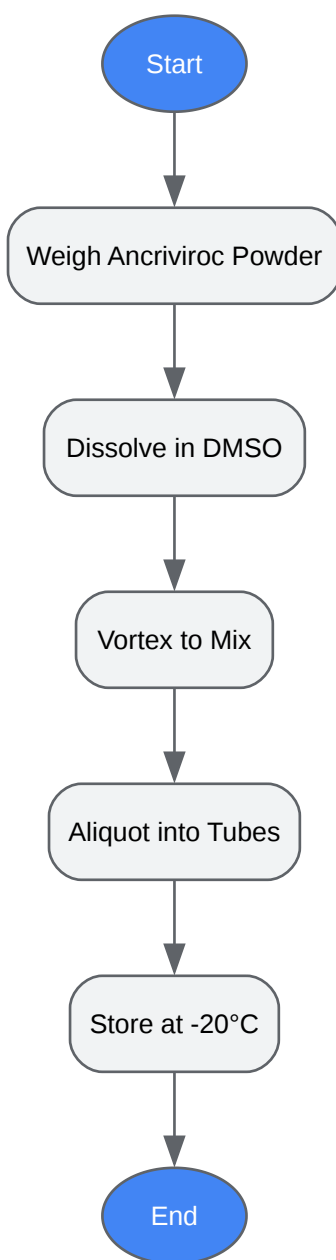 Start
Weigh Ancriviroc Powder
Dissolve in DMSO
Vortex to Mix
Aliquot into Tubes
Store at -20°C
End